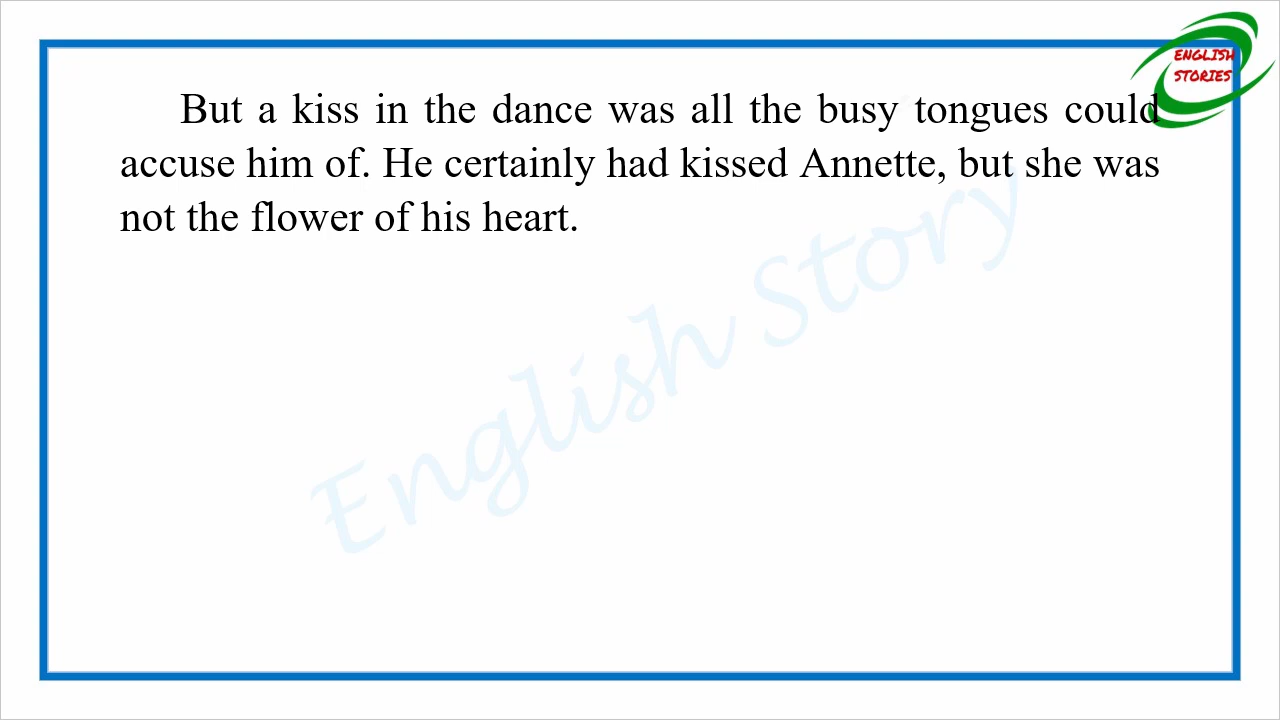 ENGLISH
STORIES
But a kiss in the dance was all the busy tongues could
accuse him of. He certainly had kissed Annette, but she was
not the flower of his heart.
English Story